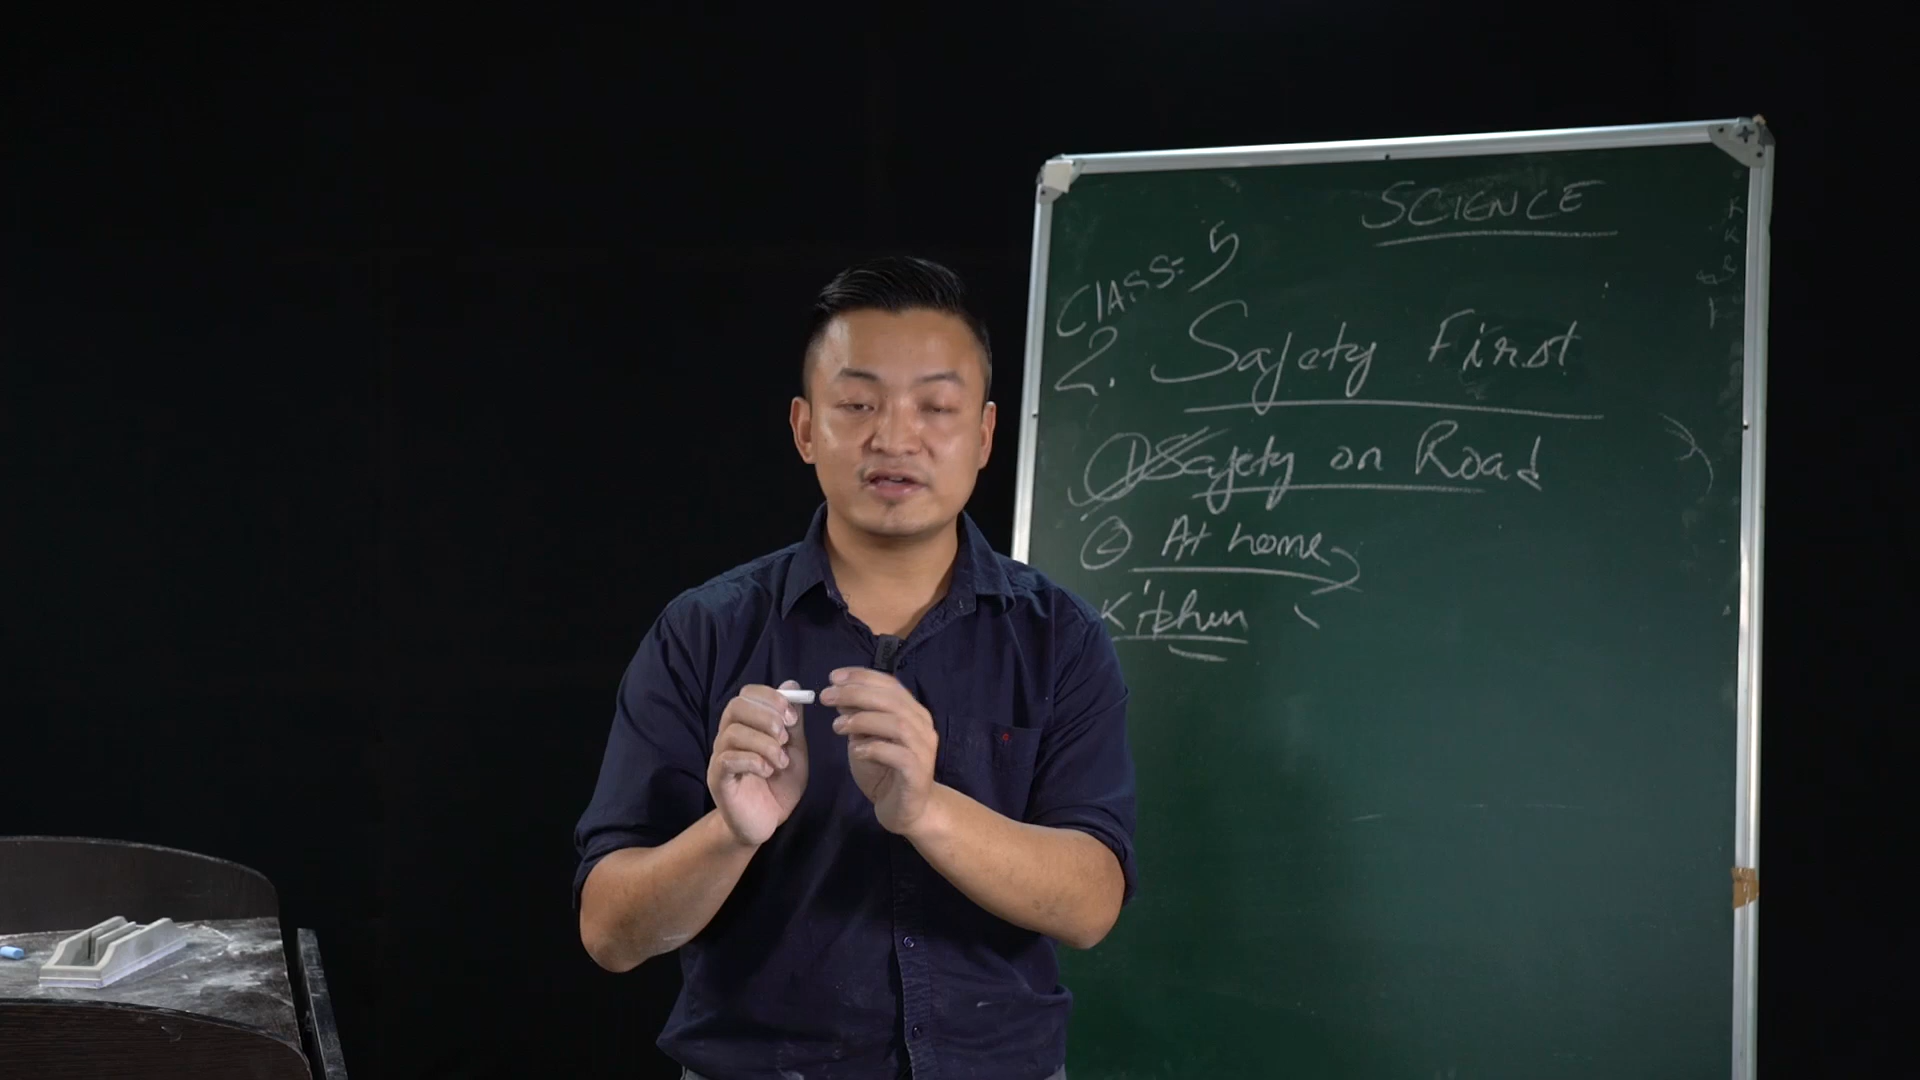 SCIENCE
CLASS= 5
2. Safety First
① Safety on Road
② At home
Kitchen